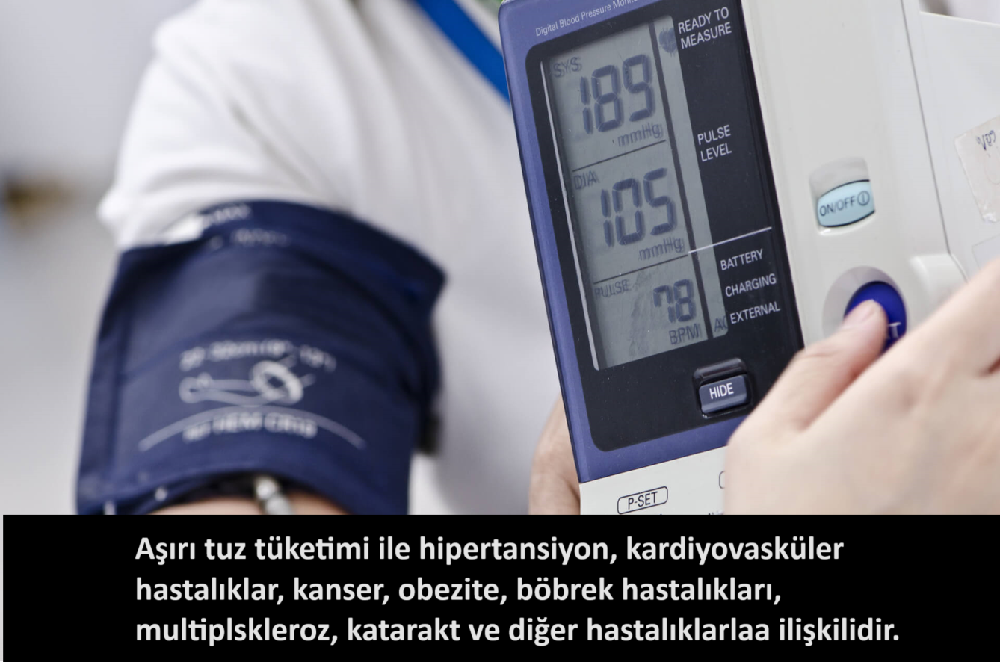 Digital Blood Pressure Monitor
READY TO
MEASURE
SYS
189
mmHg
PULSE
LEVEL
DIA
105
mmHg
BATTERY
CHARGING
EXTERNAL
PULSE
78
BPM
AC
ON/OFF
HIDE
P-SET
Aşırı tuz tüketimi ile hipertansiyon, kardiyovasküler
hastalıklar, kanser, obezite, böbrek hastalıkları,
multiplskleroz, katarakt ve diğer hastalıklarlaa ilişkilidir.